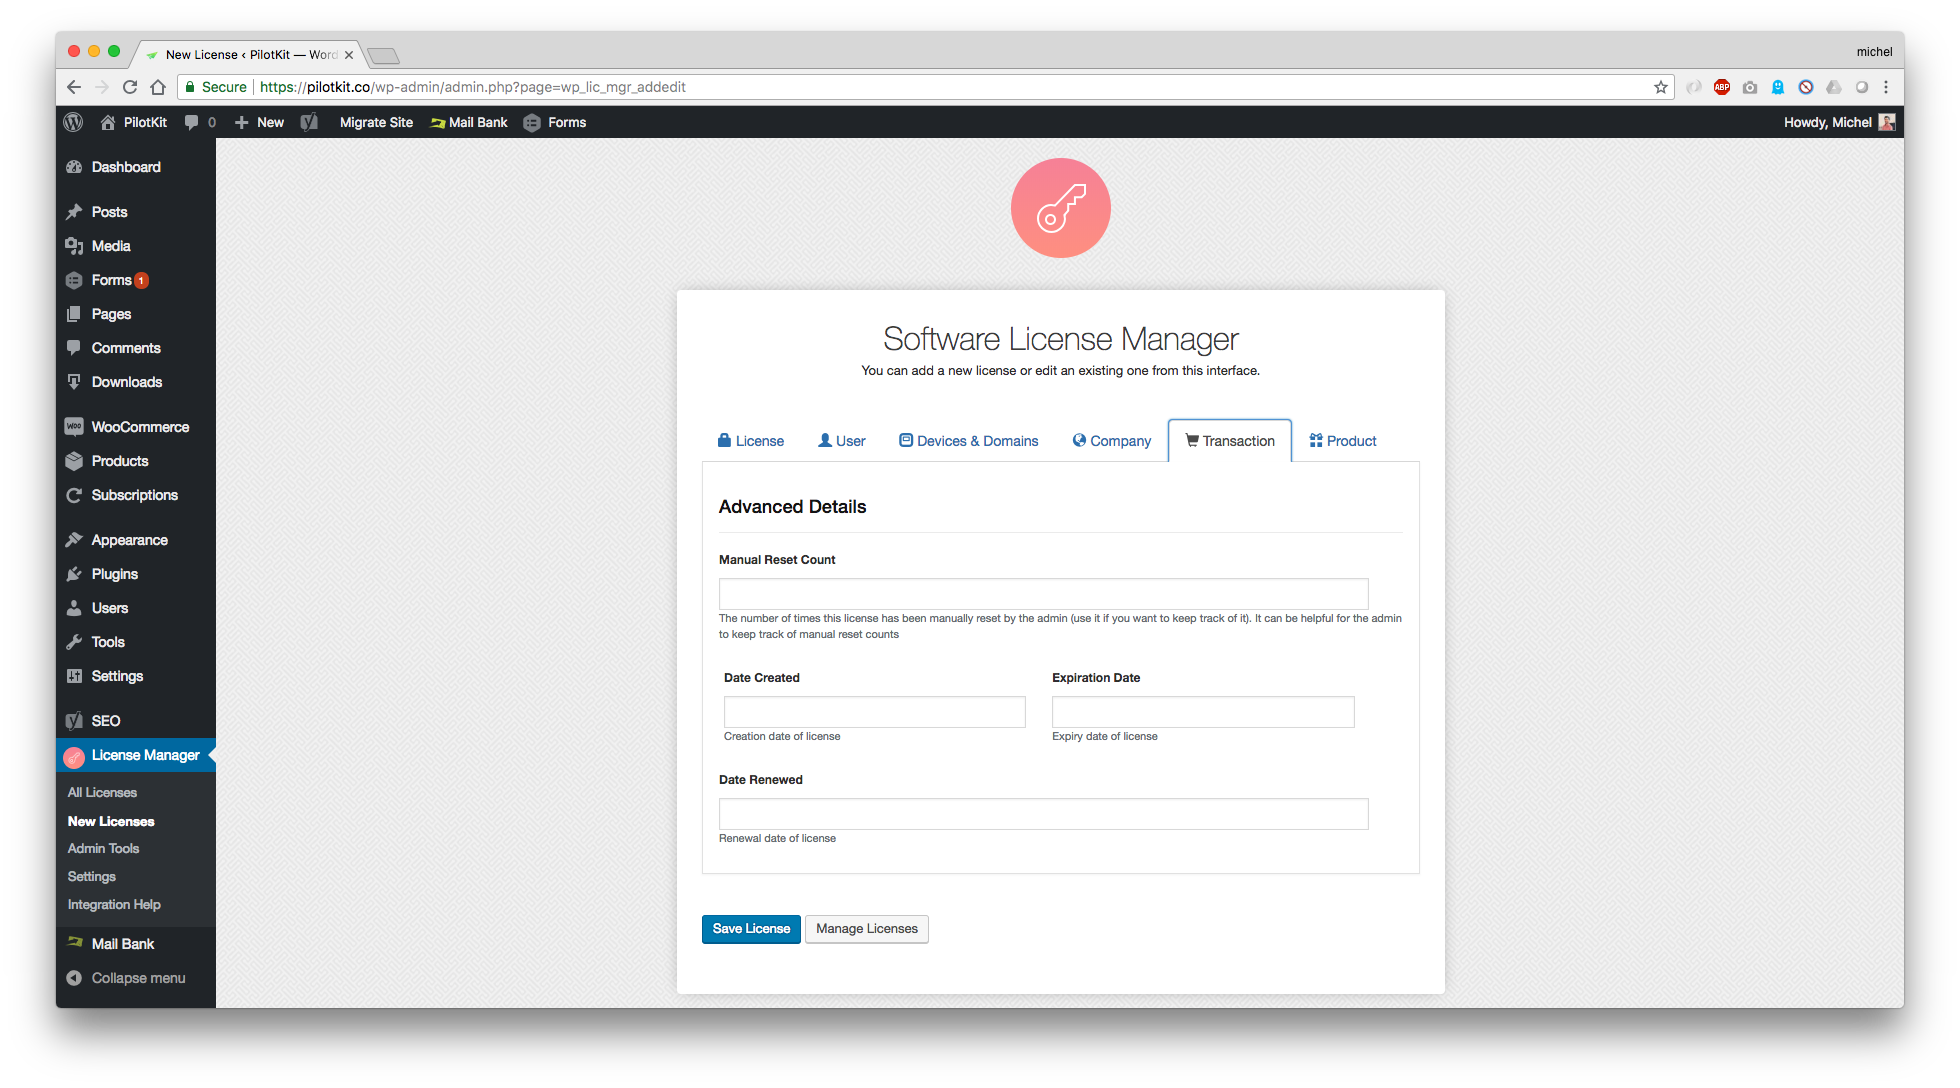 New License ‹ PilotKit — Word
michel
Secure
https://pilotkit.co/wp-admin/admin.php?page=wp_lic_mgr_addedit
ABP
PilotKit
0
New
Migrate Site
Mail Bank
Forms
Howdy, Michel
Dashboard
Posts
Media
Forms 1
Pages
Comments
Downloads
Woo WooCommerce
Products
Subscriptions
Appearance
Plugins
Users
Tools
Settings
SEO
License Manager
All Licenses
New Licenses
Admin Tools
Settings
Integration Help
Mail Bank
Collapse menu
Software License Manager
You can add a new license or edit an existing one from this interface.
License
User
Devices & Domains
Company
Transaction
Product
Advanced Details
Manual Reset Count
The number of times this license has been manually reset by the admin (use it if you want to keep track of it). It can be helpful for the admin
to keep track of manual reset counts
Date Created
Expiration Date
Creation date of license
Expiry date of license
Date Renewed
Renewal date of license
Save License
Manage Licenses